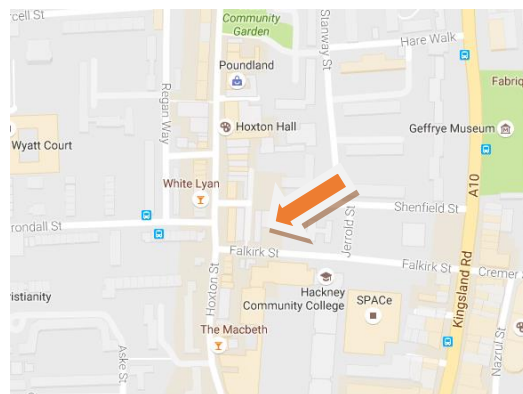 rcell St
Community
Garden
Stanway St
Hare Walk
Poundland
Fabriq
Regan Way
Hoxton Hall
Geffrye Museum
Wyatt Court
White Lyan
A10
Shenfield St
rondall St
Jerrold St
Falkirk St
Falkirk St
Cremer
Hackney
Community College
SPACe
Kingsland Rd
Hoxton St
ristianity
The Macbeth
Aske St
Nazrul St